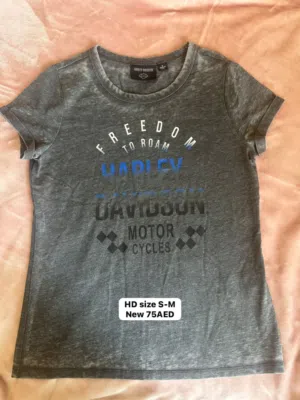 FREEDOM
TO ROAM
HARLEY
DAVIDSON
MOTOR
CYCLES
HD size S-M
New 75AED